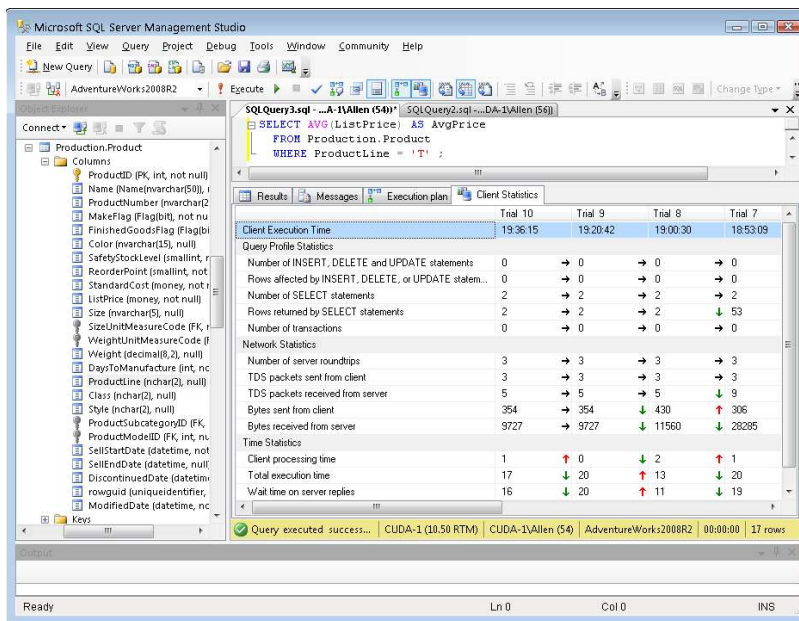 Microsoft SQL Server Management Studio
File Edit View Query Project Debug Tools Window Community Help
New Query
AdventureWorks2008R2 Execute Change Type
Object Explorer
Connect
SQLQuery3.sql - ...A-1\Allen (54))* SQLQuery2.sql -...DA-1\Allen (56))
SELECT AVG(ListPrice) AS AvgPrice
FROM Production.Product
WHERE ProductLine = 'T' ;
Production.Product
Columns
ProductID (PK, int, not null)
Name (Name(nvarchar(50)),
ProductNumber (nvarchar(2
MakeFlag (Flag(bit), not nu
FinishedGoodsFlag (Flag(bi
Color (nvarchar(15), null)
SafetyStockLevel (smallint, r
ReorderPoint (smallint, not
StandardCost (money, not r
ListPrice (money, not null)
Size (nvarchar(5), null)
SizeUnitMeasureCode (FK, r
WeightUnitMeasureCode (F
Weight (decimal(8,2), null)
DaysToManufacture (int, nc
ProductLine (nchar(2), null)
Class (nchar(2), null)
Style (nchar(2), null)
ProductSubcategoryID (FK,
ProductModelID (FK, int, nu
SellStartDate (datetime, not
SellEndDate (datetime, null
DiscontinuedDate (datetim
rowguid (uniqueidentifier,
ModifiedDate (datetime, nc
Keys
Results Messages Execution plan Client Statistics
Trial 10 Trial 9 Trial 8 Trial 7
Client Execution Time 19:36:15 19:20:42 19:00:30 18:53:09
Query Profile Statistics
Number of INSERT, DELETE and UPDATE statements 0 → 0 → 0 → 0
Rows affected by INSERT, DELETE, or UPDATE statem... 0 → 0 → 0 → 0
Number of SELECT statements 2 → 2 → 2 → 2
Rows returned by SELECT statements 2 → 2 → 2 ↓ 53
Number of transactions 0 → 0 → 0 → 0
Network Statistics
Number of server roundtrips 3 → 3 → 3 → 3
TDS packets sent from client 3 → 3 → 3 → 3
TDS packets received from server 5 → 5 → 5 ↓ 9
Bytes sent from client 354 → 354 ↓ 430 ↑ 306
Bytes received from server 9727 → 9727 ↓ 11560 ↓ 28285
Time Statistics
Client processing time 1 ↑ 0 ↓ 2 ↑ 1
Total execution time 17 ↓ 20 ↑ 13 ↓ 20
Wait time on server replies 16 ↓ 20 ↑ 11 ↓ 19
Query executed success... CUDA-1 (10.50 RTM) CUDA-1\Allen (54) AdventureWorks2008R2 00:00:00 17 rows
Output
Ready Ln 0 Col 0 INS